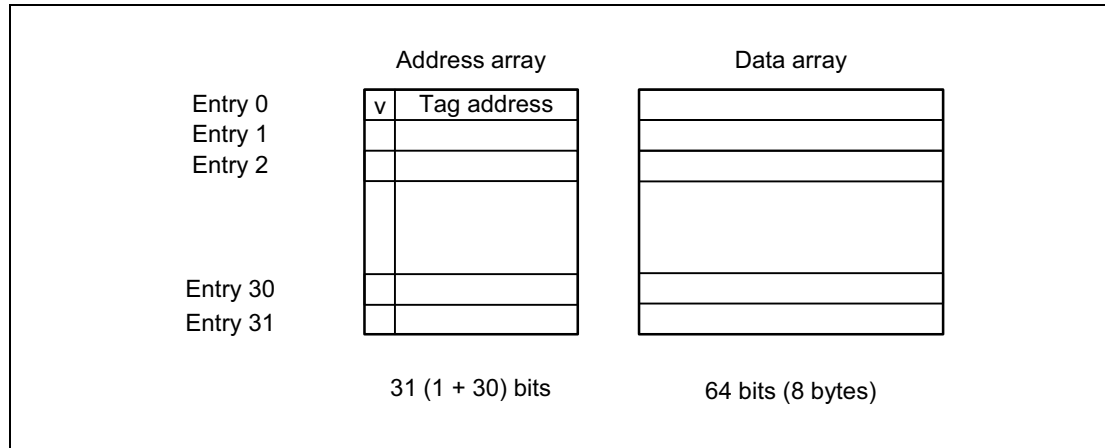 Address array Data array
Entry 0 v Tag address
Entry 1
Entry 2
Entry 30
Entry 31
31 (1 + 30) bits 64 bits (8 bytes)